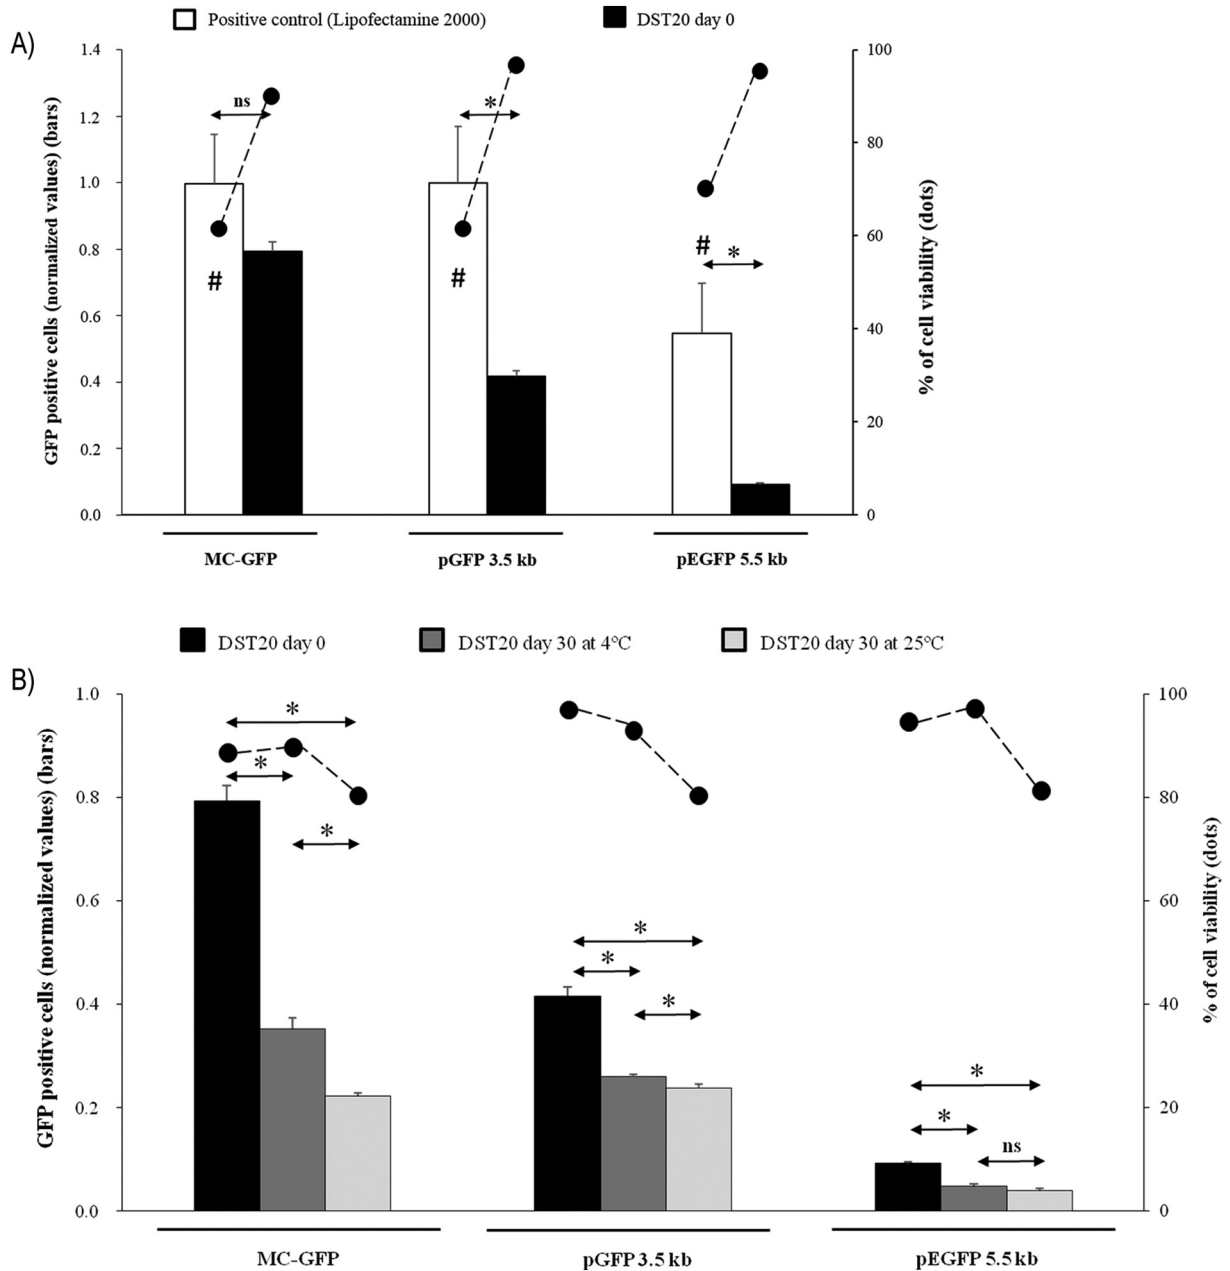 Positive control (Lipofectamine 2000)
DST20 day 0
A)
GFP positive cells (normalized values) (bars)
1.4
1.2
1.0
0.8
0.6
0.4
0.2
0.0
100
80
60
40
20
0
% of cell viability (dots)
ns
*
*
#
#
#
MC-GFP
pGFP 3.5 kb
pEGFP 5.5 kb
DST20 day 0
DST20 day 30 at 4°C
DST20 day 30 at 25°C
B)
GFP positive cells (normalized values) (bars)
1.0
0.8
0.6
0.4
0.2
0.0
100
80
60
40
20
0
% of cell viability (dots)
*
*
*
*
*
*
*
*
ns
MC-GFP
pGFP 3.5 kb
pEGFP 5.5 kb